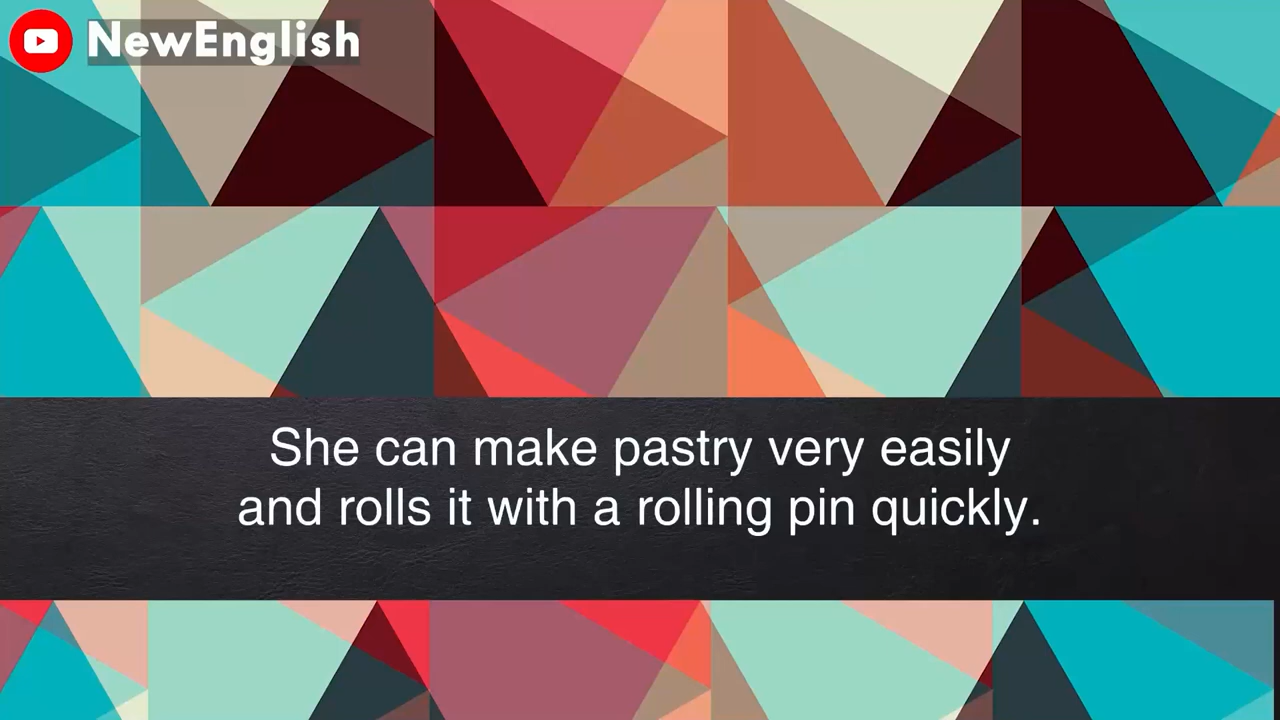 NewEnglish
She can make pastry very easily
and rolls it with a rolling pin quickly.